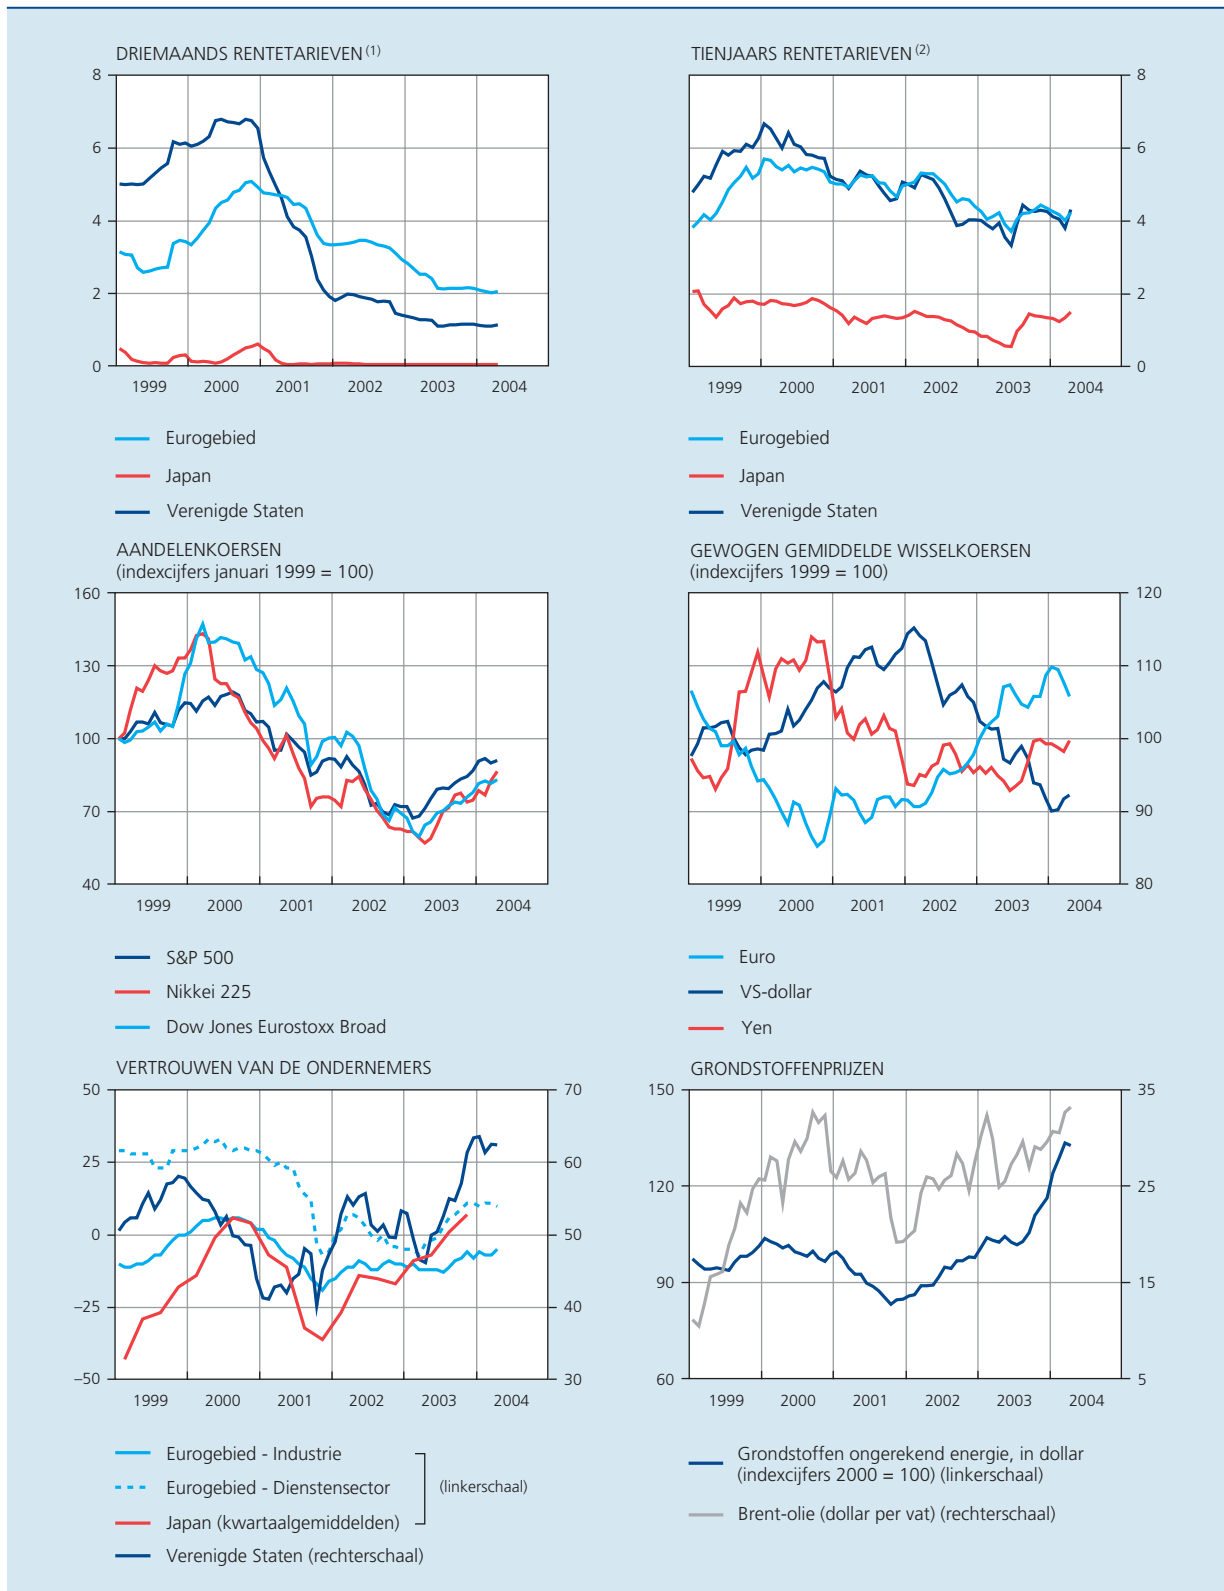 DRIEMAANDS RENTETARIEVEN (1)
8
6
4
2
0
1999 2000 2001 2002 2003 2004
Eurogebied
Japan
Verenigde Staten
TIENJAARS RENTETARIEVEN (2)
8
6
4
2
0
1999 2000 2001 2002 2003 2004
Eurogebied
Japan
Verenigde Staten
AANDELENKOERSEN
(indexcijfers januari 1999 = 100)
160
130
100
70
40
1999 2000 2001 2002 2003 2004
S&P 500
Nikkei 225
Dow Jones Eurostoxx Broad
GEWOGEN GEMIDDELDE WISSELKOERSEN
(indexcijfers 1999 = 100)
120
110
100
90
80
1999 2000 2001 2002 2003 2004
Euro
VS-dollar
Yen
VERTROUWEN VAN DE ONDERNEMERS
50 70
25 60
0 50
–25 40
–50 30
1999 2000 2001 2002 2003 2004
Eurogebied - Industrie
Eurogebied - Dienstensector
(linkerschaal)
Japan (kwartaalgemiddelden)
Verenigde Staten (rechterschaal)
GRONDSTOFFENPRIJZEN
150 35
120 25
90 15
60 5
1999 2000 2001 2002 2003 2004
Grondstoffen ongerekend energie, in dollar
(indexcijfers 2000 = 100) (linkerschaal)
Brent-olie (dollar per vat) (rechterschaal)